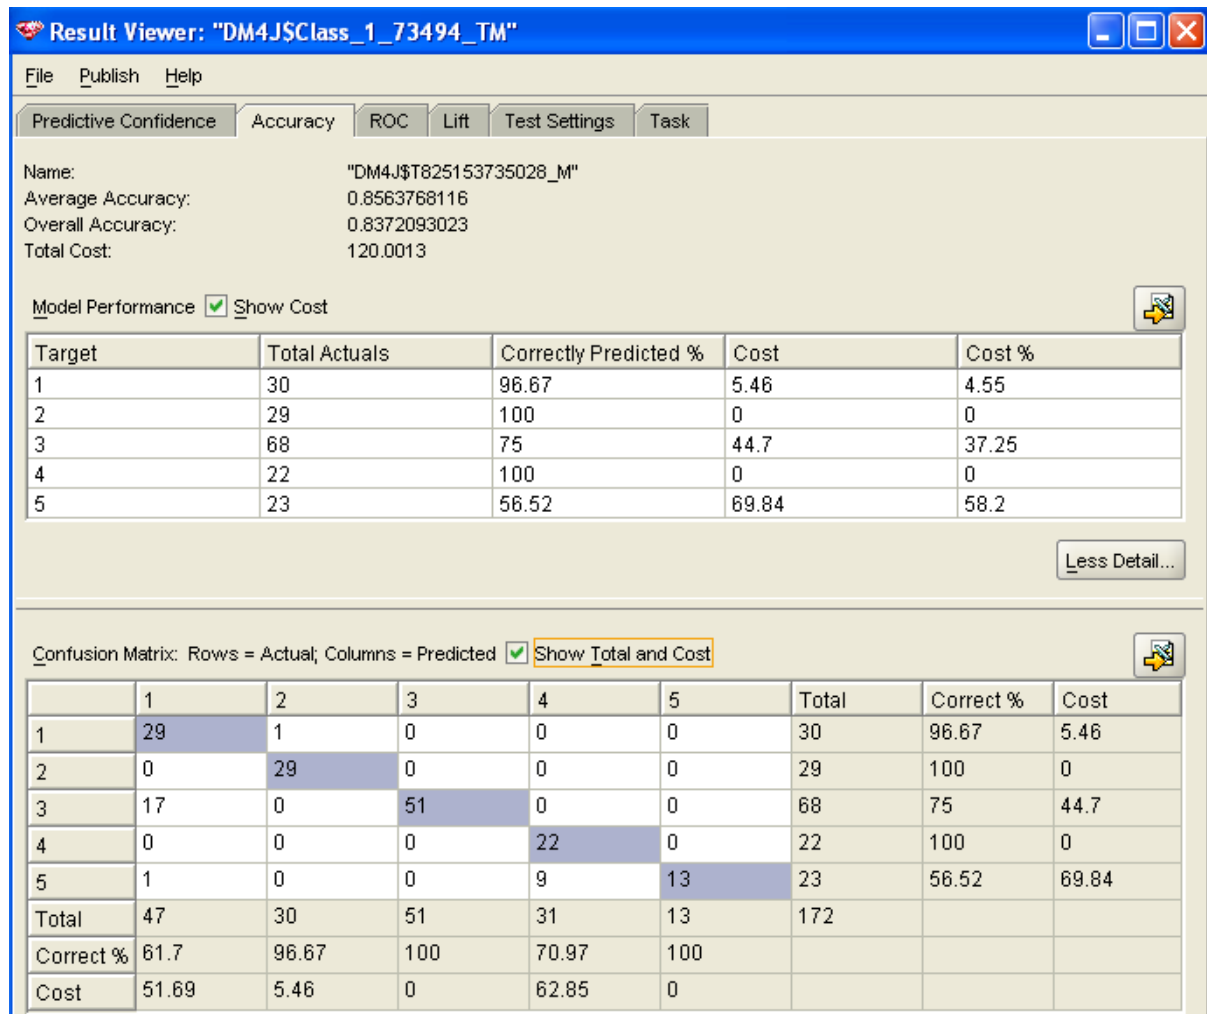 Result Viewer: "DM4J$Class_1_73494_TM"
File Publish Help
Predictive Confidence Accuracy ROC Lift Test Settings Task
Name: "DM4J$T825153735028_M"
Average Accuracy: 0.8563768116
Overall Accuracy: 0.8372093023
Total Cost: 120.0013
Model Performance Show Cost
Target Total Actuals Correctly Predicted % Cost Cost %
1 30 96.67 5.46 4.55
2 29 100 0 0
3 68 75 44.7 37.25
4 22 100 0 0
5 23 56.52 69.84 58.2
Less Detail...
Confusion Matrix: Rows = Actual; Columns = Predicted Show Total and Cost
1 2 3 4 5 Total Correct % Cost
1 29 1 0 0 0 30 96.67 5.46
2 0 29 0 0 0 29 100 0
3 17 0 51 0 0 68 75 44.7
4 0 0 0 22 0 22 100 0
5 1 0 0 9 13 23 56.52 69.84
Total 47 30 51 31 13 172
Correct % 61.7 96.67 100 70.97 100
Cost 51.69 5.46 0 62.85 0